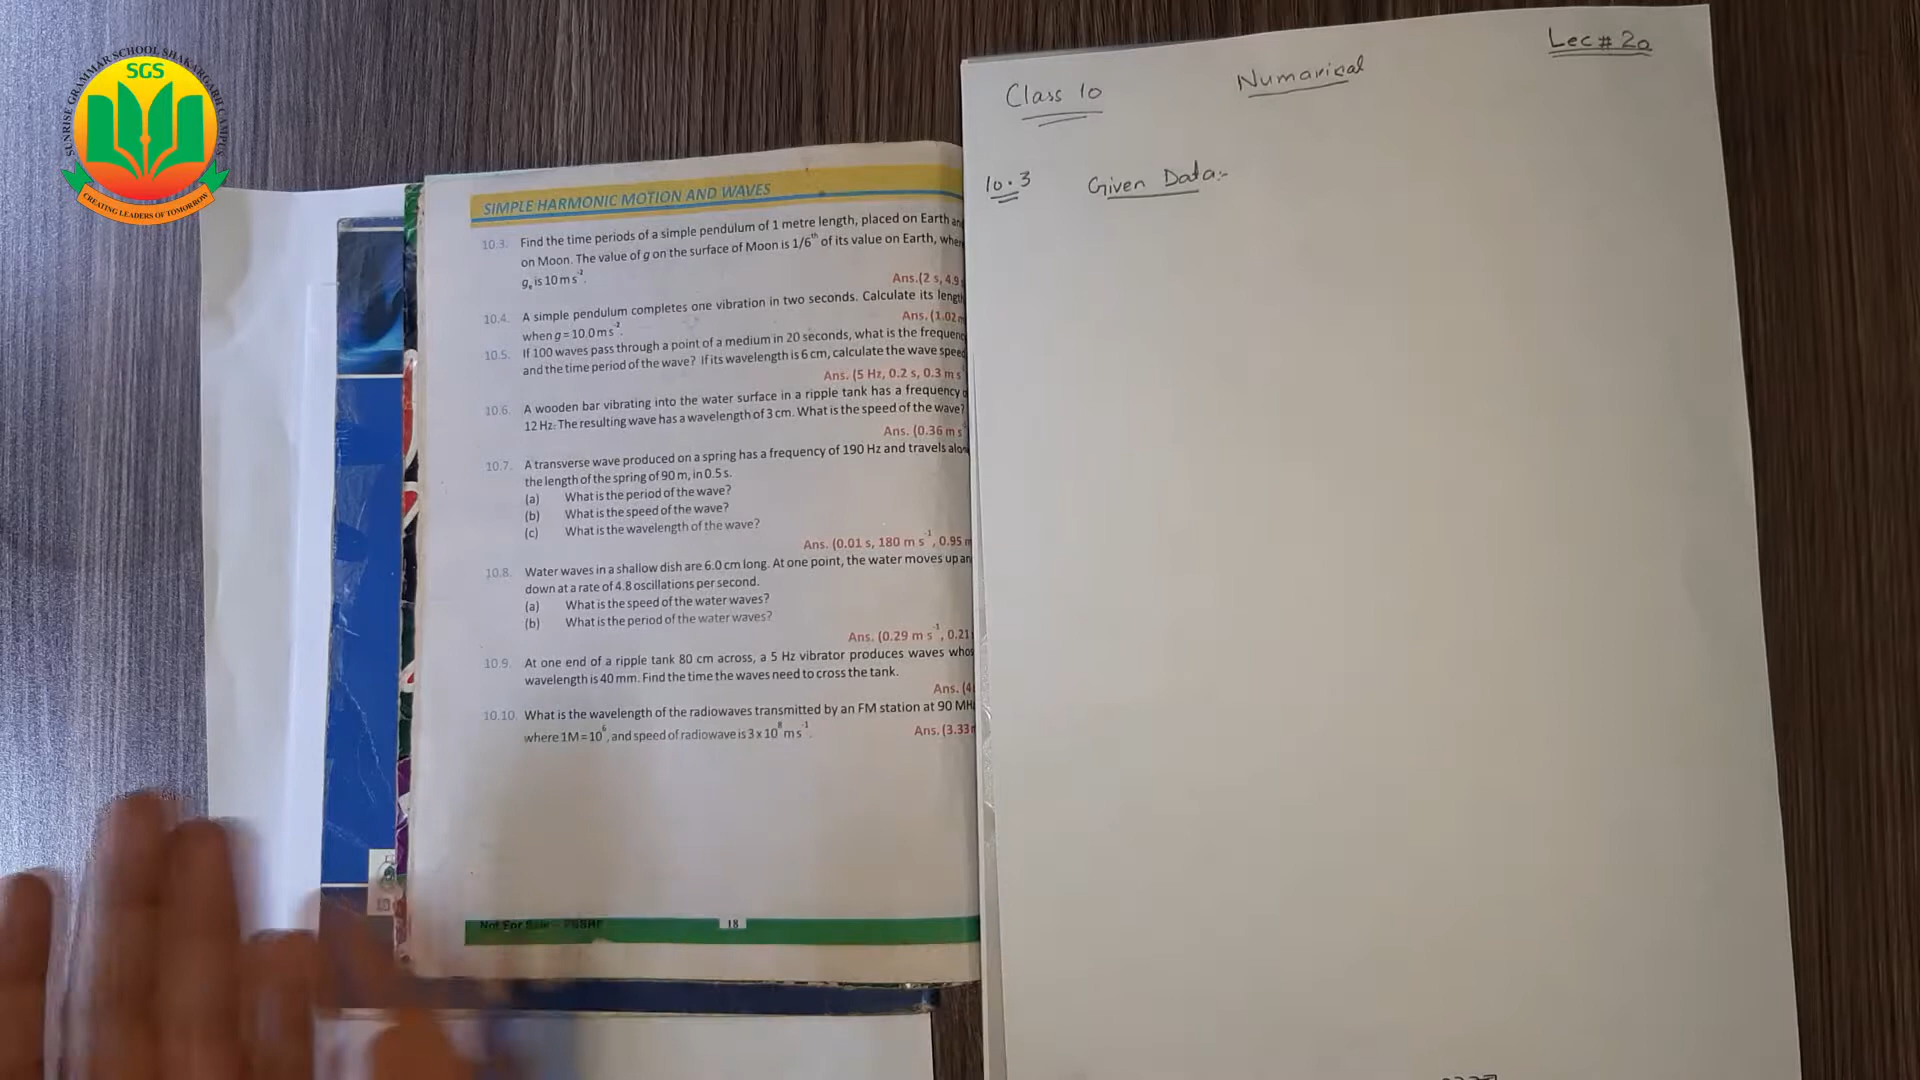 SUNRISE GRAMMAR SCHOOL SHAKARGARH CAMPUS
SGS
CREATING LEADERS OF TOMORROW
SIMPLE HARMONIC MOTION AND WAVES
10.3. Find the time periods of a simple pendulum of 1 metre length, placed on Earth and
on Moon. The value of g on the surface of Moon is 1/6th of its value on Earth, where
gₑ is 10 m s⁻².
Ans.(2 s, 4.9
10.4. A simple pendulum completes one vibration in two seconds. Calculate its length
when g = 10.0 m s⁻².
Ans. (1.02
10.5. If 100 waves pass through a point of a medium in 20 seconds, what is the frequenc
and the time period of the wave? If its wavelength is 6 cm, calculate the wave speed
Ans. (5 Hz, 0.2 s, 0.3 m s
10.6. A wooden bar vibrating into the water surface in a ripple tank has a frequency
12 Hz. The resulting wave has a wavelength of 3 cm. What is the speed of the wave?
Ans. (0.36 m s
10.7. A transverse wave produced on a spring has a frequency of 190 Hz and travels alon
the length of the spring of 90 m, in 0.5 s.
(a) What is the period of the wave?
(b) What is the speed of the wave?
(c) What is the wavelength of the wave?
Ans. (0.01 s, 180 m s⁻¹, 0.95 m
10.8. Water waves in a shallow dish are 6.0 cm long. At one point, the water moves up an
down at a rate of 4.8 oscillations per second.
(a) What is the speed of the water waves?
(b) What is the period of the water waves?
Ans. (0.29 m s⁻¹, 0.21
10.9. At one end of a ripple tank 80 cm across, a 5 Hz vibrator produces waves whos
wavelength is 40 mm. Find the time the waves need to cross the tank.
Ans. (4
10.10. What is the wavelength of the radiowaves transmitted by an FM station at 90 MH
where 1M = 10⁶, and speed of radiowave is 3 x 10⁸ m s⁻¹.
Ans. (3.33
Not For Sale – PESRP
18
Class 10
Numarical
Lec # 20
10.3 Given Data:-